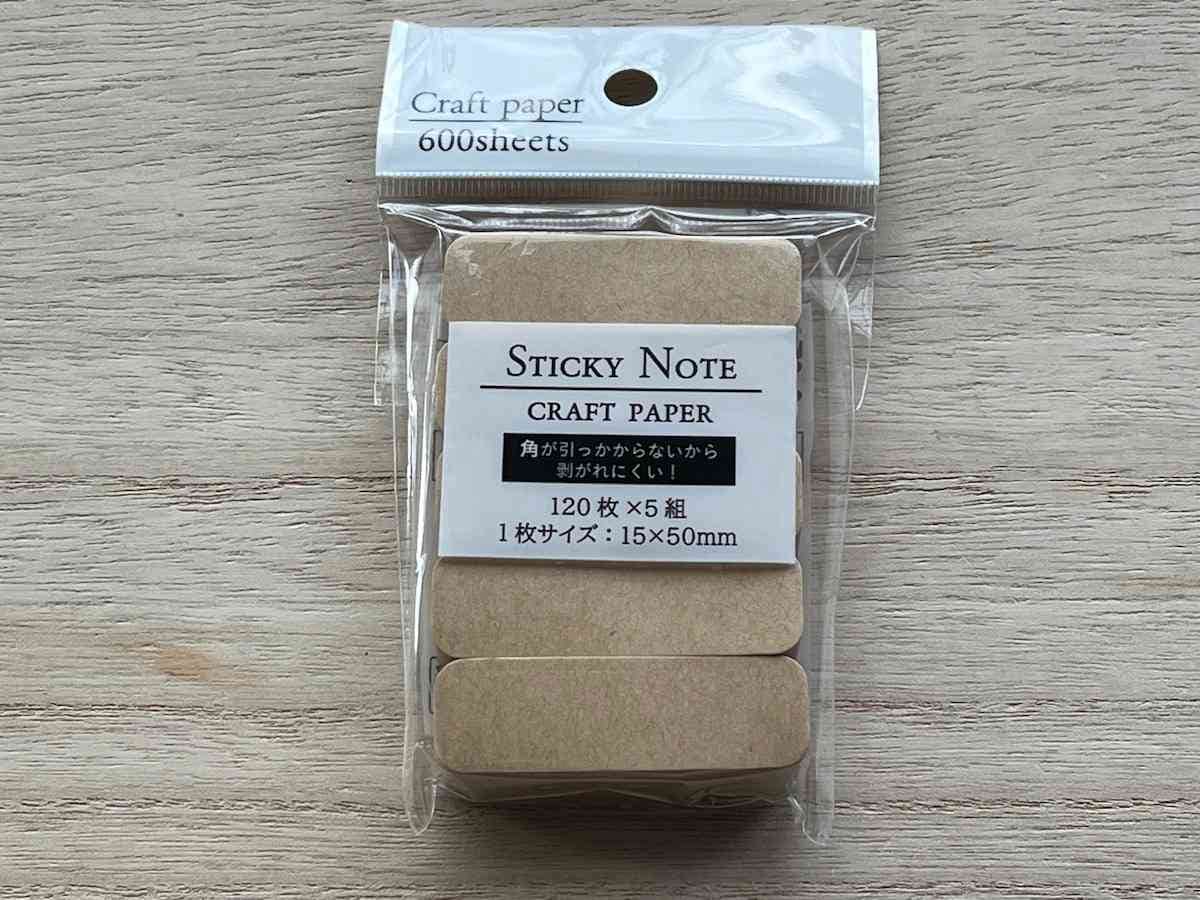 Craft paper
600sheets
STICKY NOTE
CRAFT PAPER
角が引っかからないから
剥がれにくい！
120枚×5組
1枚サイズ：15×50mm